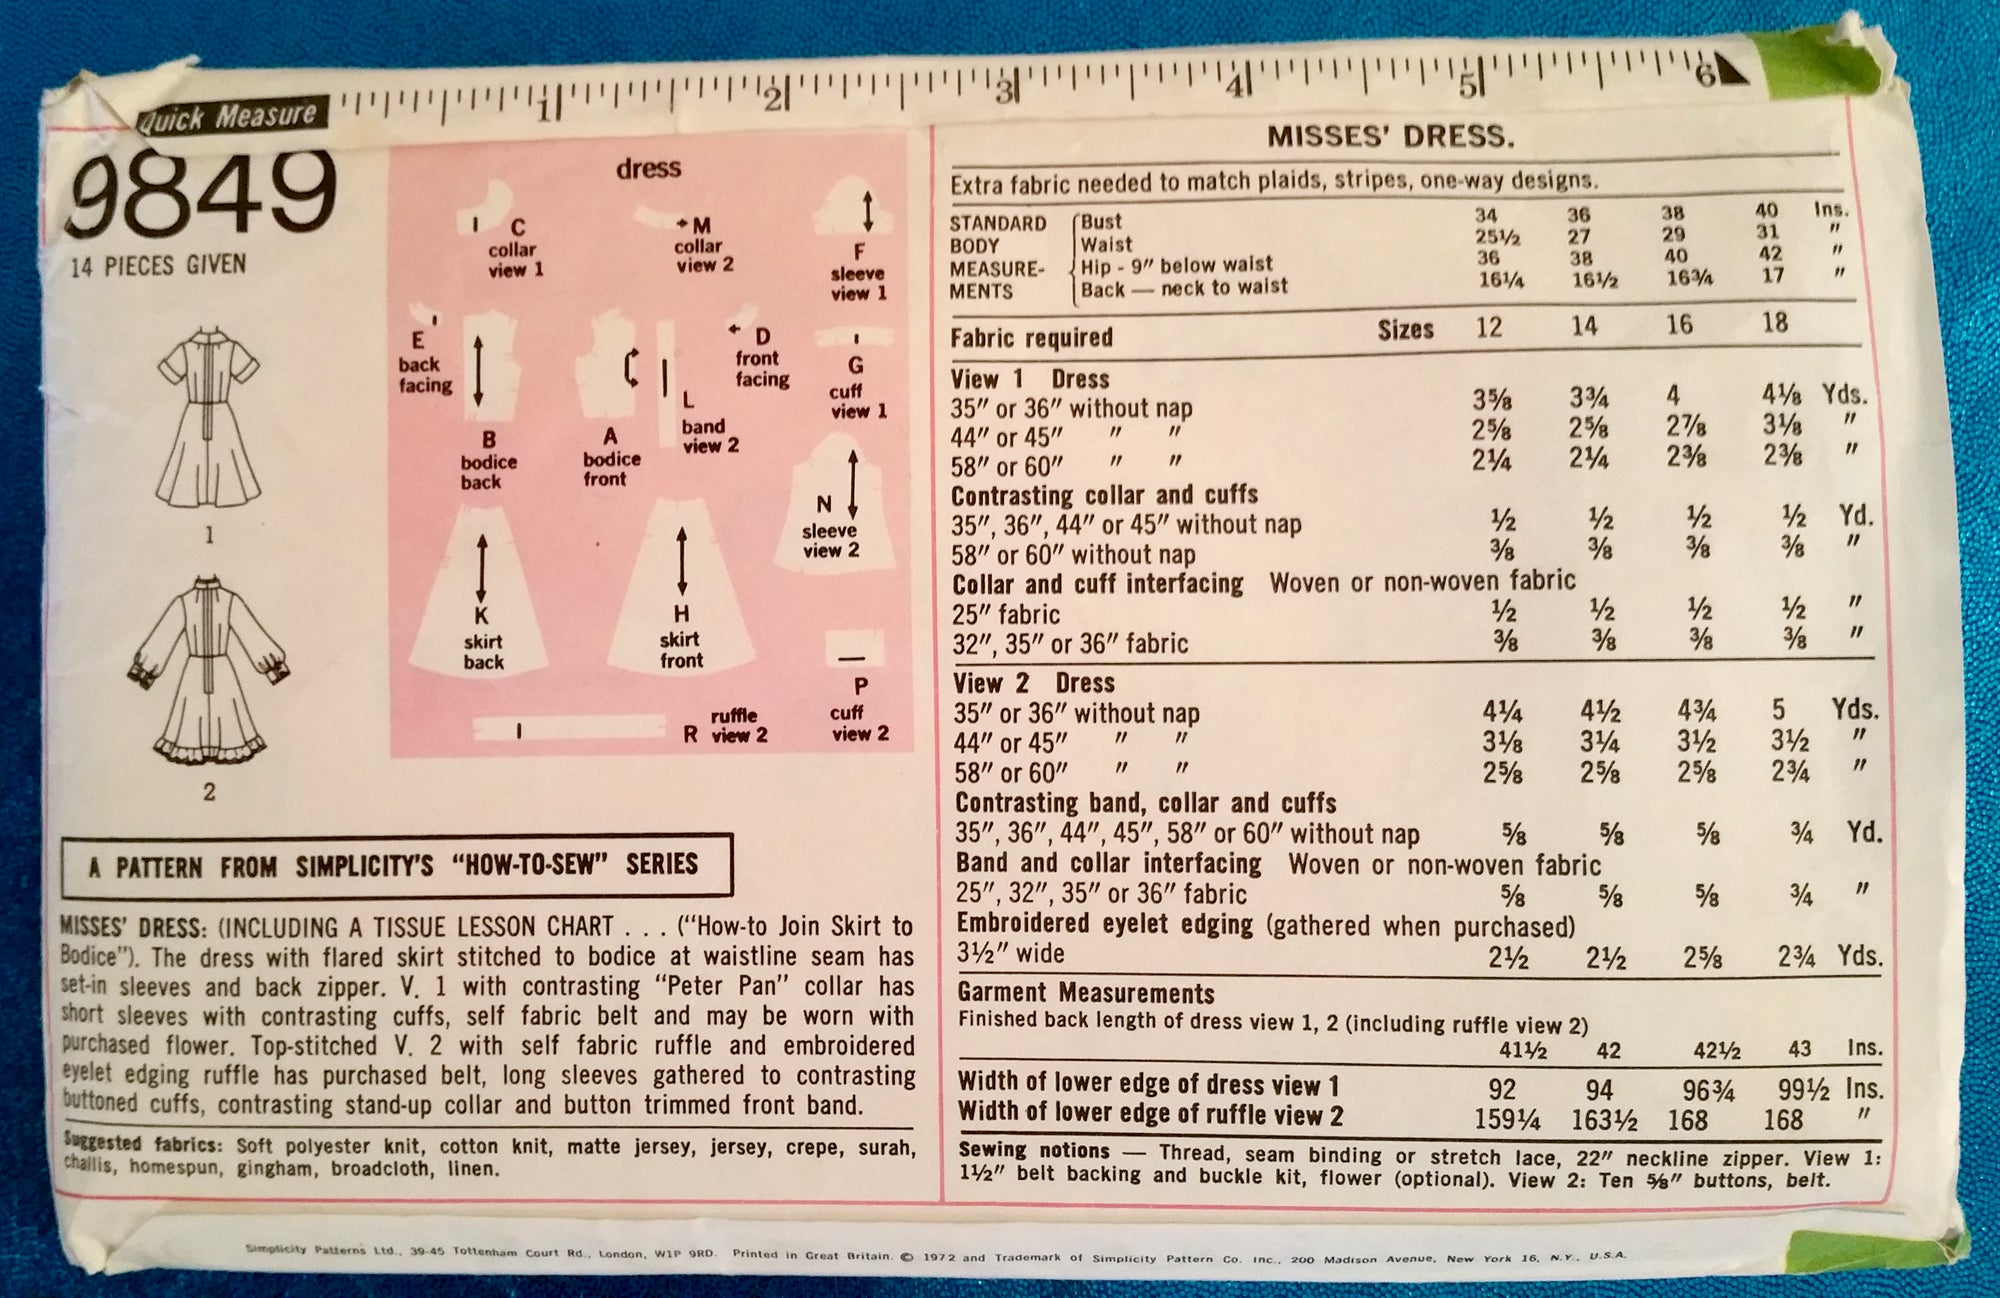 Quick Measure
1 2 3 4 5 6
9849
14 PIECES GIVEN
1
2
dress
C
collar
view 1
M
collar
view 2
F
sleeve
view 1
E
back
facing
B
bodice
back
A
bodice
front
L
band
view 2
D
front
facing
G
cuff
view 1
N
sleeve
view 2
K
skirt
back
H
skirt
front
P
cuff
view 2
R ruffle
view 2
A PATTERN FROM SIMPLICITY'S “HOW-TO-SEW” SERIES
MISSES' DRESS: (INCLUDING A TISSUE LESSON CHART . . . (“How-to Join Skirt to
Bodice”). The dress with flared skirt stitched to bodice at waistline seam has
set-in sleeves and back zipper. V. 1 with contrasting “Peter Pan” collar has
short sleeves with contrasting cuffs, self fabric belt and may be worn with
purchased flower. Top-stitched V. 2 with self fabric ruffle and embroidered
eyelet edging ruffle has purchased belt, long sleeves gathered to contrasting
buttoned cuffs, contrasting stand-up collar and button trimmed front band.
Suggested fabrics: Soft polyester knit, cotton knit, matte jersey, jersey, crepe, surah,
challis, homespun, gingham, broadcloth, linen.
MISSES' DRESS.
Extra fabric needed to match plaids, stripes, one-way designs.
STANDARD Bust 34 36 38 40 Ins.
BODY Waist 25½ 27 29 31 "
MEASURE- Hip - 9" below waist 36 38 40 42 "
MENTS Back — neck to waist 16¼ 16½ 16¾ 17 "
Fabric required Sizes 12 14 16 18
View 1 Dress
35" or 36" without nap 3⅝ 3¾ 4 4⅛ Yds.
44" or 45" " " 2⅝ 2⅝ 2⅞ 3⅛ "
58" or 60" " " 2¼ 2¼ 2⅜ 2⅜ "
Contrasting collar and cuffs
35", 36", 44" or 45" without nap ½ ½ ½ ½ Yd.
58" or 60" without nap ⅜ ⅜ ⅜ ⅜ "
Collar and cuff interfacing Woven or non-woven fabric
25" fabric ½ ½ ½ ½ "
32", 35" or 36" fabric ⅜ ⅜ ⅜ ⅜ "
View 2 Dress
35" or 36" without nap 4¼ 4½ 4¾ 5 Yds.
44" or 45" " " 3⅛ 3¼ 3½ 3½ "
58" or 60" " " 2⅝ 2⅝ 2⅝ 2¾ "
Contrasting band, collar and cuffs
35", 36", 44", 45", 58" or 60" without nap ⅝ ⅝ ⅝ ¾ Yd.
Band and collar interfacing Woven or non-woven fabric
25", 32", 35" or 36" fabric ⅝ ⅝ ⅝ ¾ "
Embroidered eyelet edging (gathered when purchased)
3½" wide 2½ 2½ 2⅝ 2¾ Yds.
Garment Measurements
Finished back length of dress view 1, 2 (including ruffle view 2)
41½ 42 42½ 43 Ins.
Width of lower edge of dress view 1 92 94 96¾ 99½ Ins.
Width of lower edge of ruffle view 2 159¼ 163½ 168 168 "
Sewing notions — Thread, seam binding or stretch lace, 22" neckline zipper. View 1:
1½" belt backing and buckle kit, flower (optional). View 2: Ten ⅝" buttons, belt.
Simplicity Patterns Ltd., 39-45 Tottenham Court Rd., London, W1P 9RD. Printed in Great Britain. © 1972 and Trademark of Simplicity Pattern Co. Inc., 200 Madison Avenue, New York 16, N.Y., U.S.A.